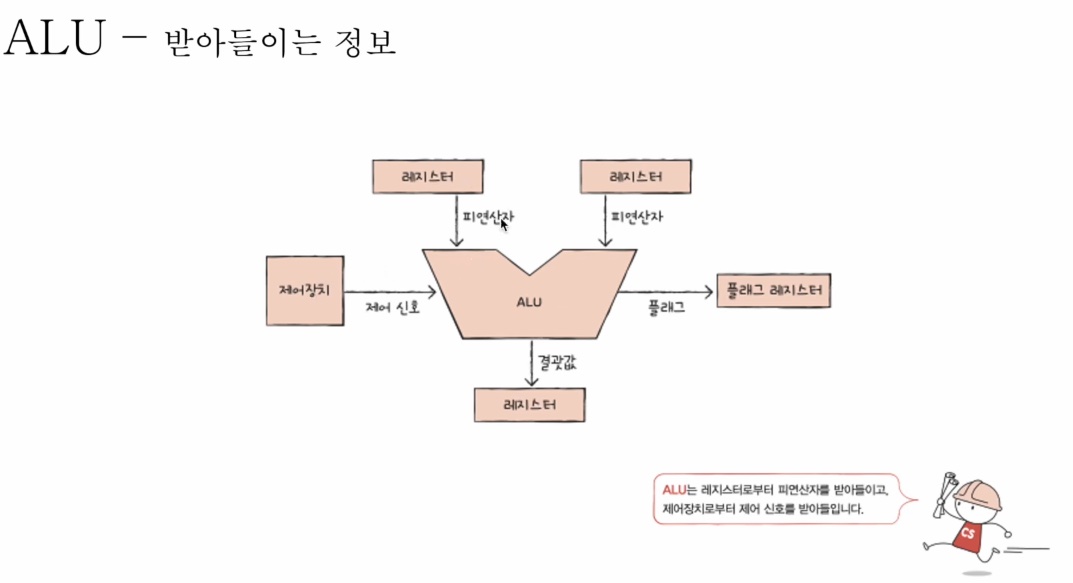 ALU – 받아들이는 정보
레지스터
레지스터
피연산자
피연산자
제어장치
제어 신호
ALU
플래그
플래그 레지스터
결괏값
레지스터
ALU는 레지스터로부터 피연산자를 받아들이고,
제어장치로부터 제어 신호를 받아들입니다.
CS